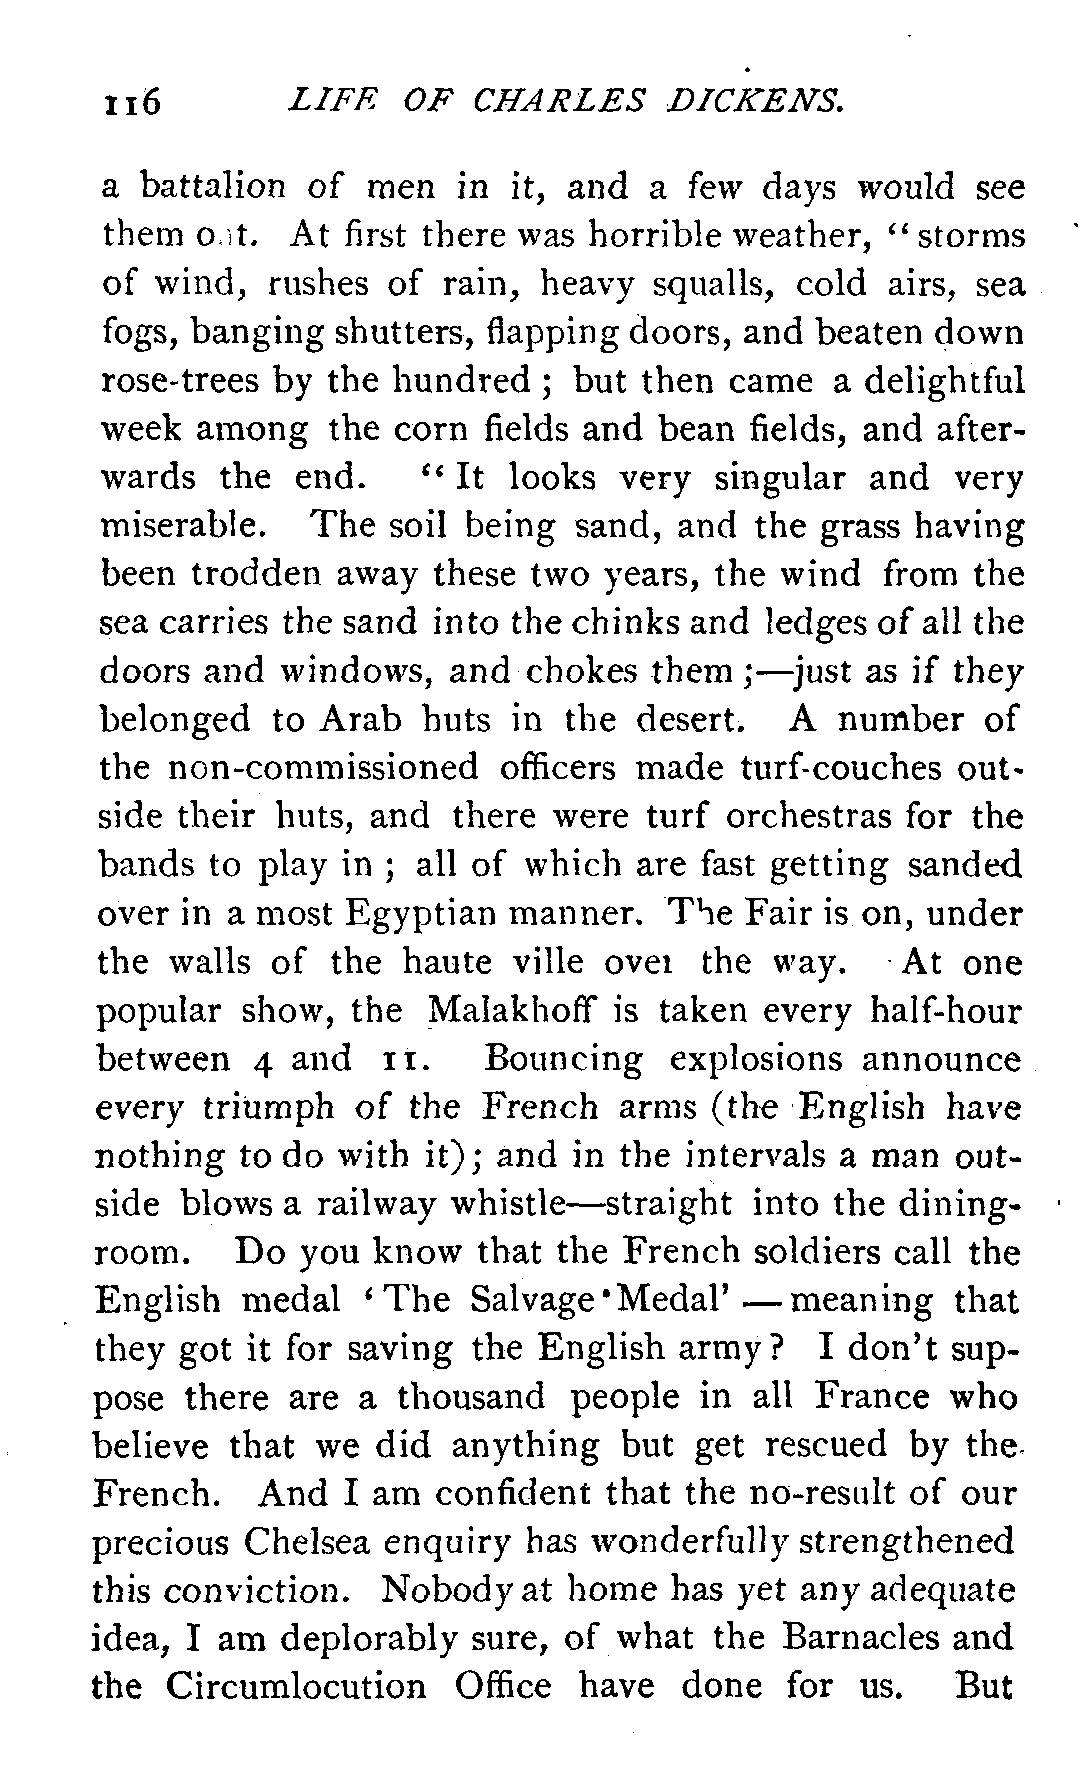 116 LIFE OF CHARLES DICKENS.
a battalion of men in it, and a few days would see
them out. At first there was horrible weather, " storms
of wind, rushes of rain, heavy squalls, cold airs, sea
fogs, banging shutters, flapping doors, and beaten down
rose-trees by the hundred ; but then came a delightful
week among the corn fields and bean fields, and after-
wards the end. " It looks very singular and very
miserable. The soil being sand, and the grass having
been trodden away these two years, the wind from the
sea carries the sand into the chinks and ledges of all the
doors and windows, and chokes them ;—just as if they
belonged to Arab huts in the desert. A number of
the non-commissioned officers made turf-couches out-
side their huts, and there were turf orchestras for the
bands to play in ; all of which are fast getting sanded
over in a most Egyptian manner. The Fair is on, under
the walls of the haute ville over the way. At one
popular show, the Malakhoff is taken every half-hour
between 4 and 11. Bouncing explosions announce
every triumph of the French arms (the English have
nothing to do with it) ; and in the intervals a man out-
side blows a railway whistle—straight into the dining-
room. Do you know that the French soldiers call the
English medal ‘ The Salvage Medal’ — meaning that
they got it for saving the English army ? I don’t sup-
pose there are a thousand people in all France who
believe that we did anything but get rescued by the
French. And I am confident that the no-result of our
precious Chelsea enquiry has wonderfully strengthened
this conviction. Nobody at home has yet any adequate
idea, I am deplorably sure, of what the Barnacles and
the Circumlocution Office have done for us. But